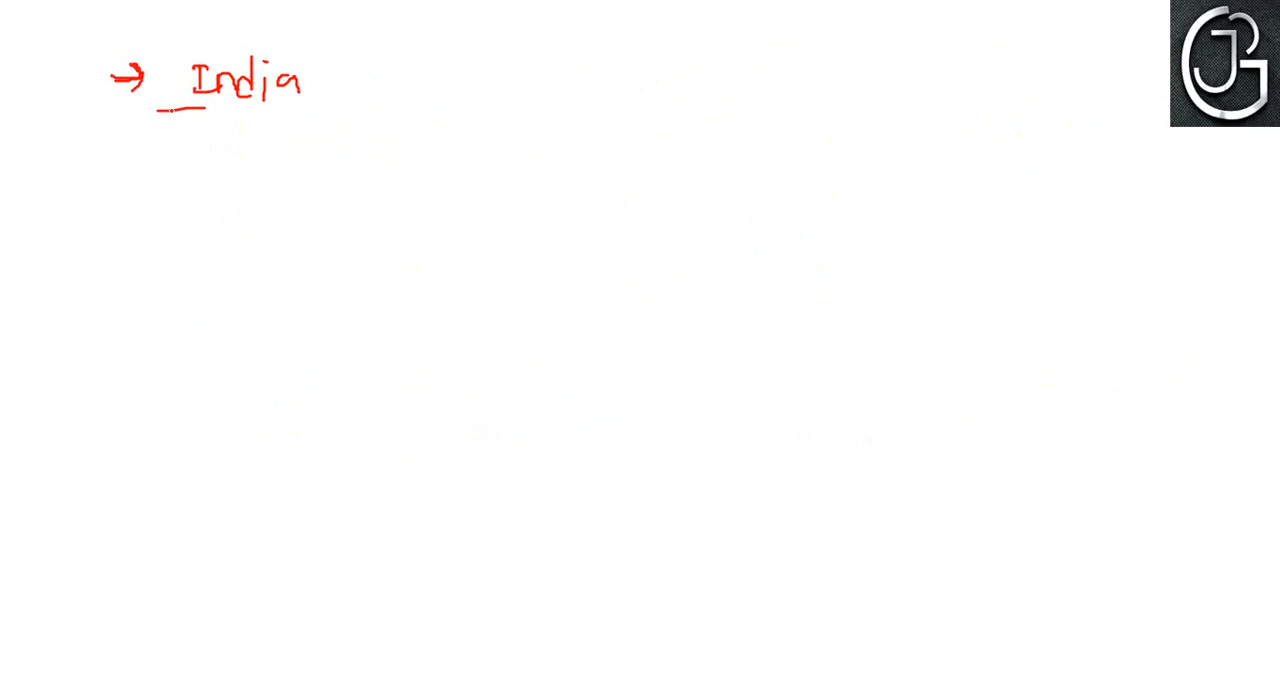 → India